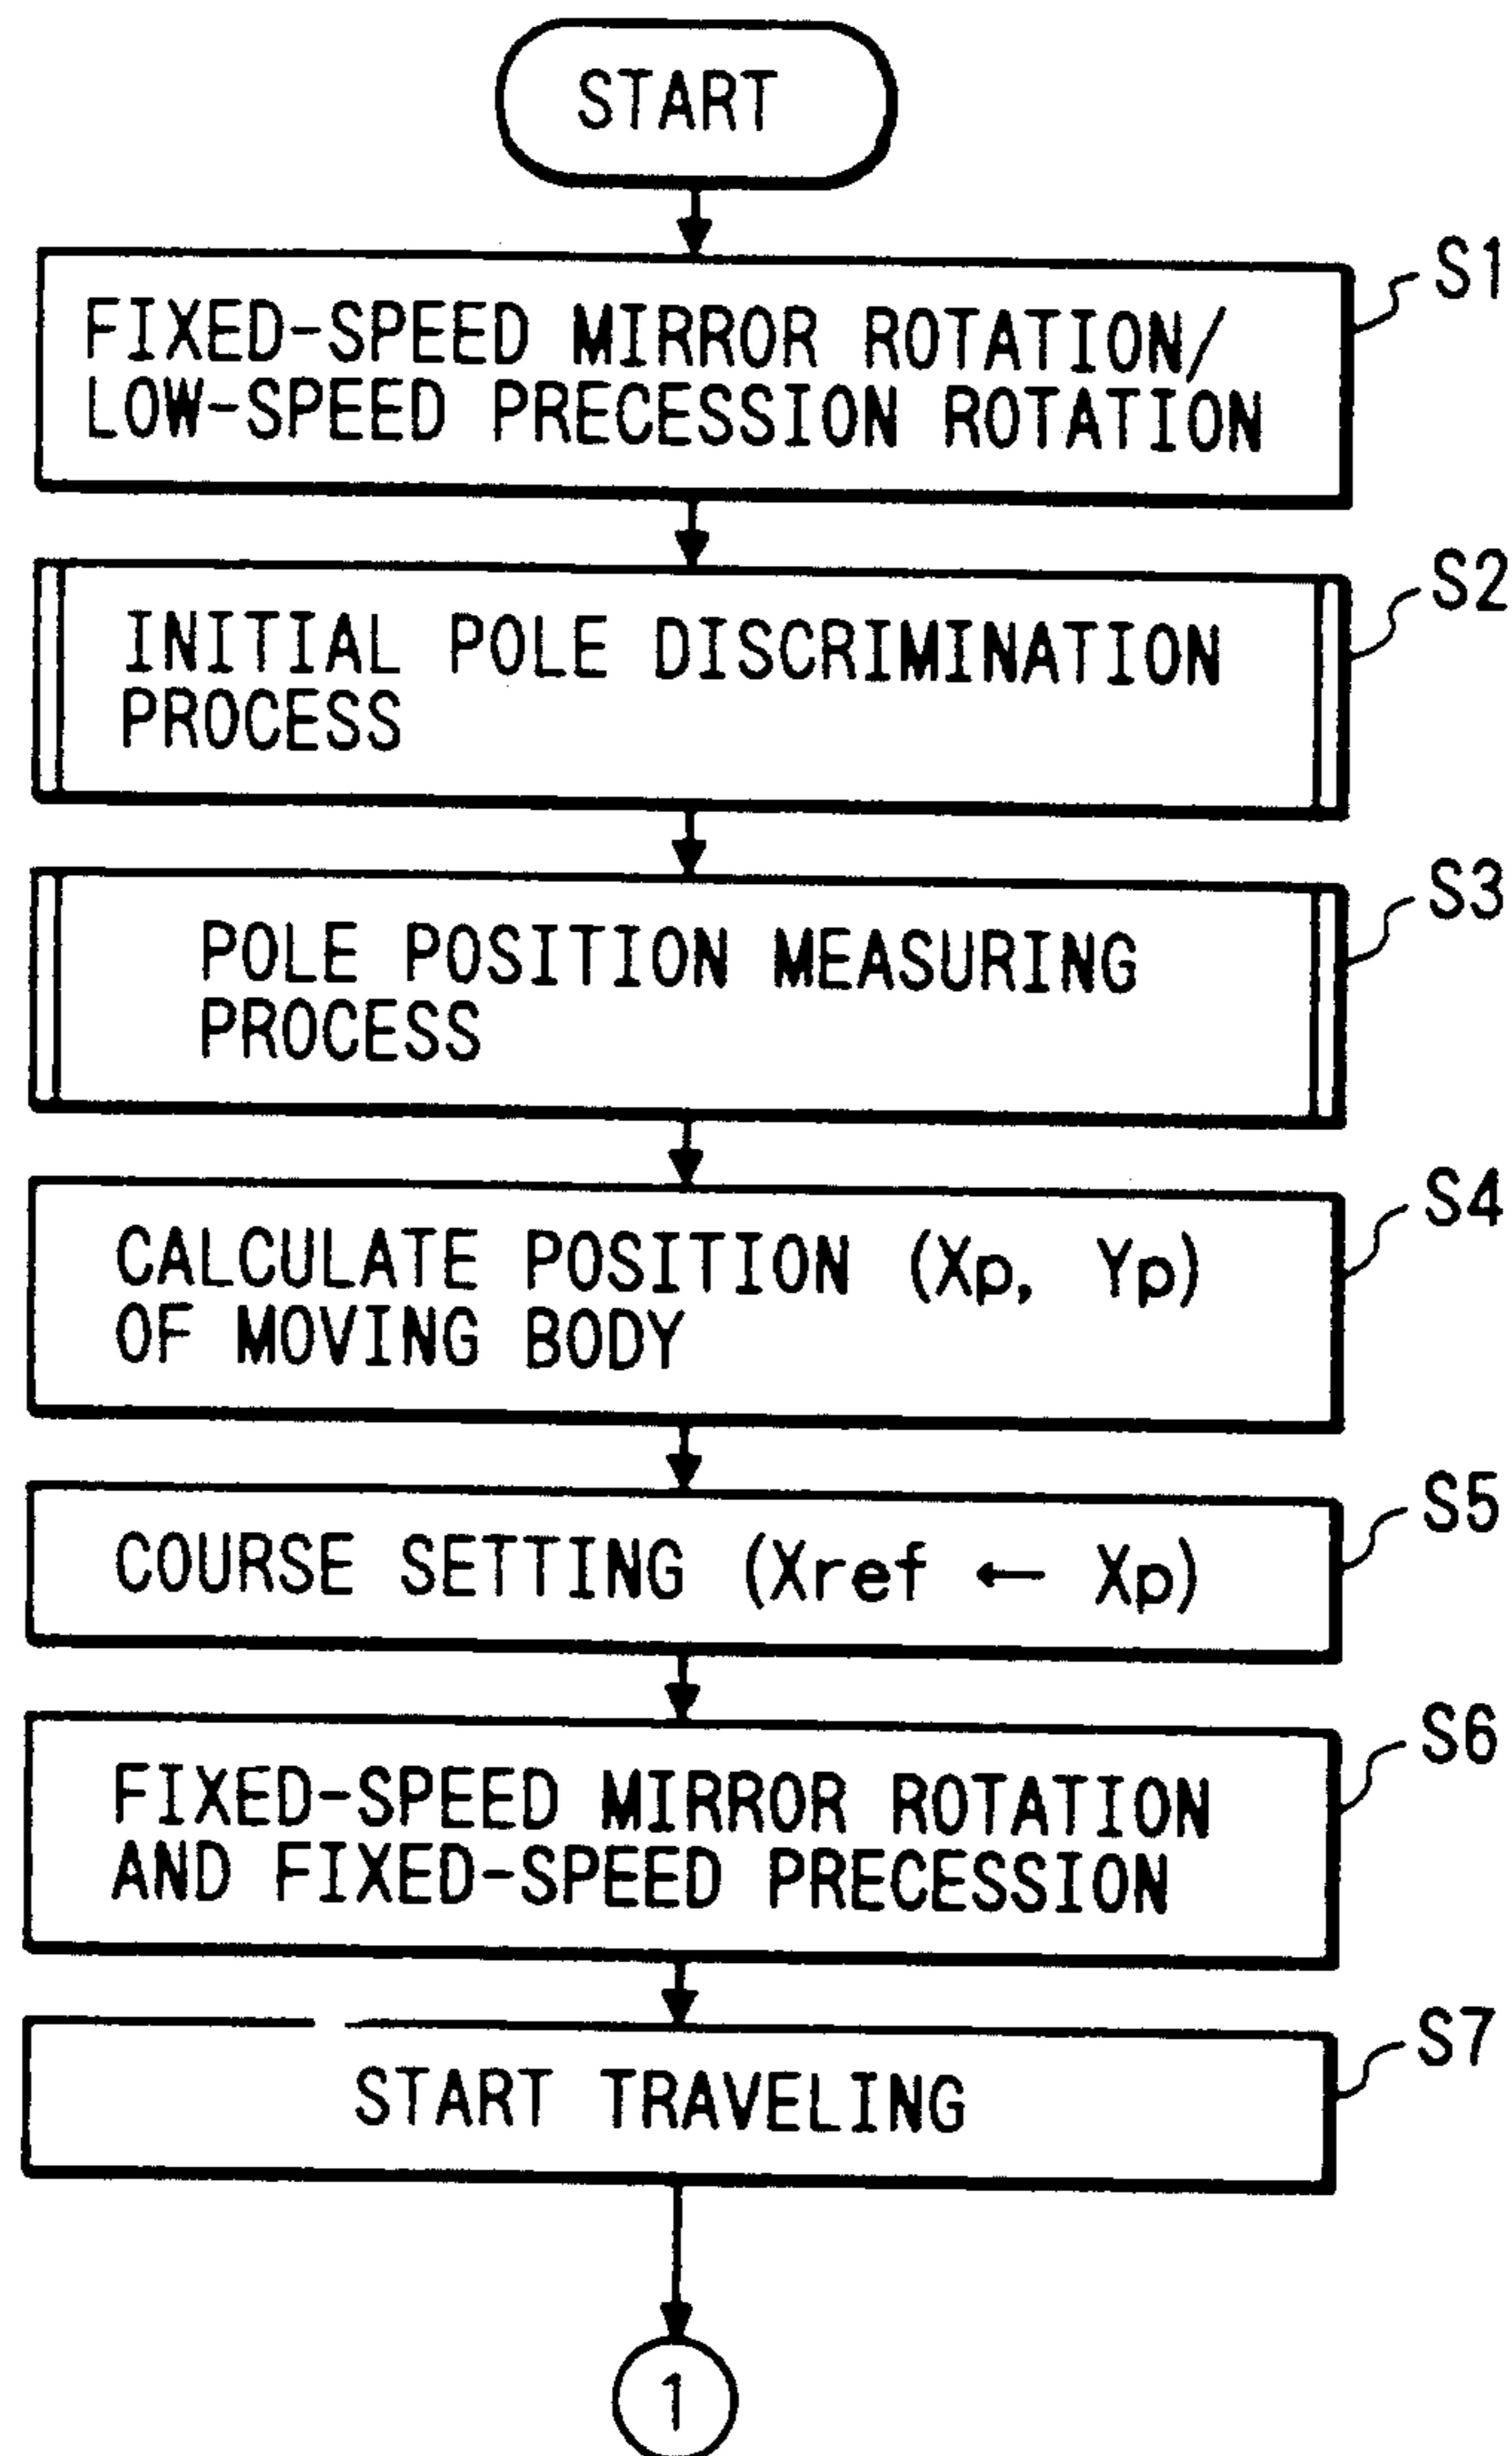 START
S1
FIXED-SPEED MIRROR ROTATION/
LOW-SPEED PRECESSION ROTATION
S2
INITIAL POLE DISCRIMINATION
PROCESS
S3
POLE POSITION MEASURING
PROCESS
S4
CALCULATE POSITION (Xp, Yp)
OF MOVING BODY
S5
COURSE SETTING (Xref ← Xp)
S6
FIXED-SPEED MIRROR ROTATION
AND FIXED-SPEED PRECESSION
S7
START TRAVELING
1